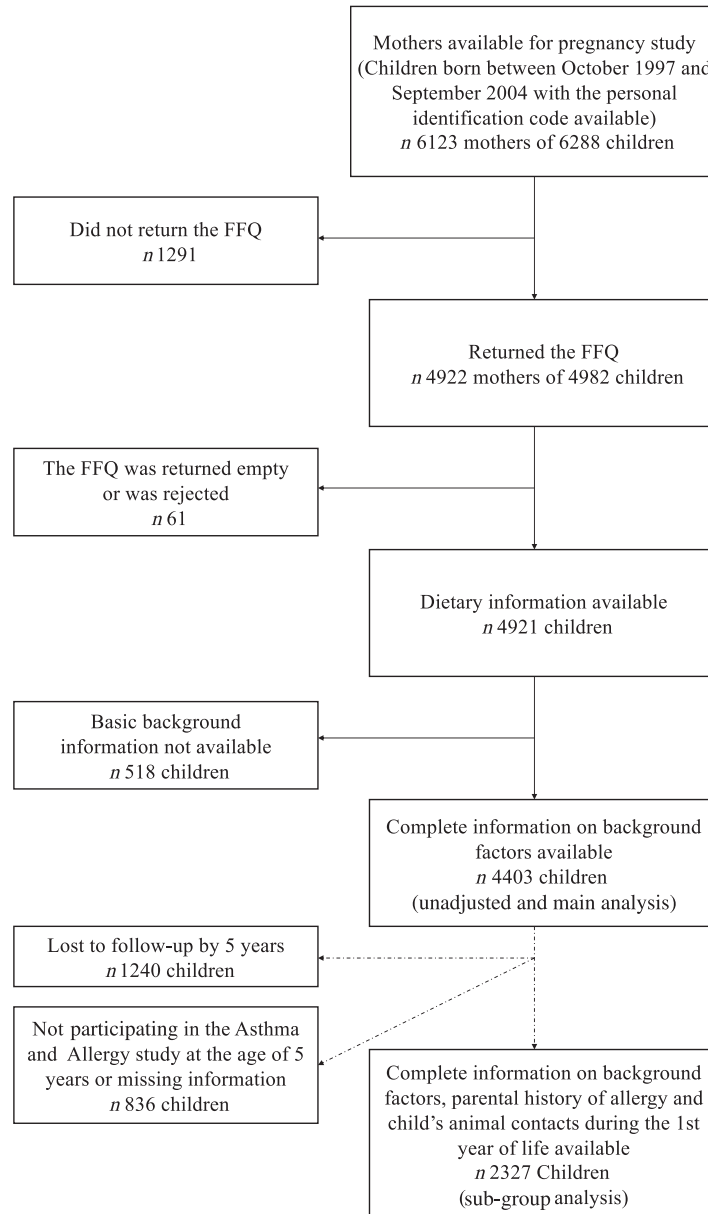 Mothers available for pregnancy study
(Children born between October 1997 and
September 2004 with the personal
identification code available)
n 6123 mothers of 6288 children
Did not return the FFQ
n 1291
Returned the FFQ
n 4922 mothers of 4982 children
The FFQ was returned empty
or was rejected
n 61
Dietary information available
n 4921 children
Basic background
information not available
n 518 children
Complete information on background
factors available
n 4403 children
(unadjusted and main analysis)
Lost to follow-up by 5 years
n 1240 children
Not participating in the Asthma
and Allergy study at the age of 5
years or missing information
n 836 children
Complete information on background
factors, parental history of allergy and
child's animal contacts during the 1st
year of life available
n 2327 Children
(sub-group analysis)